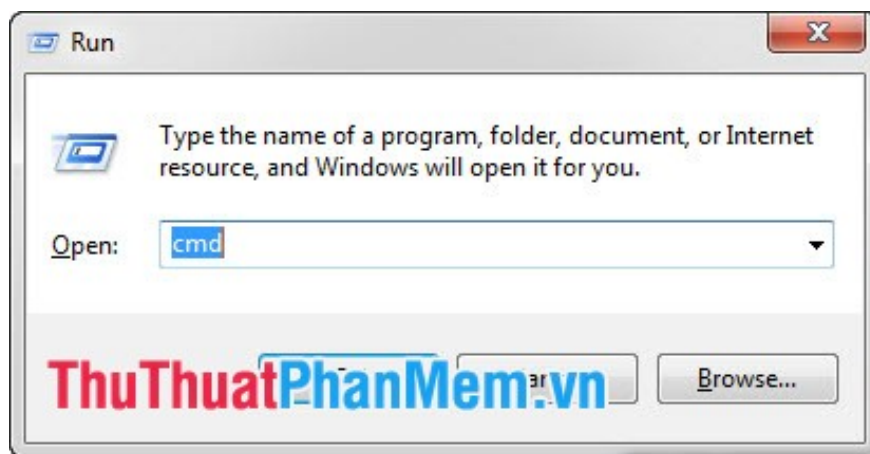 Run
Type the name of a program, folder, document, or Internet
resource, and Windows will open it for you.
Open:
cmd
ThuThuatPhanMem.vn
Browse...